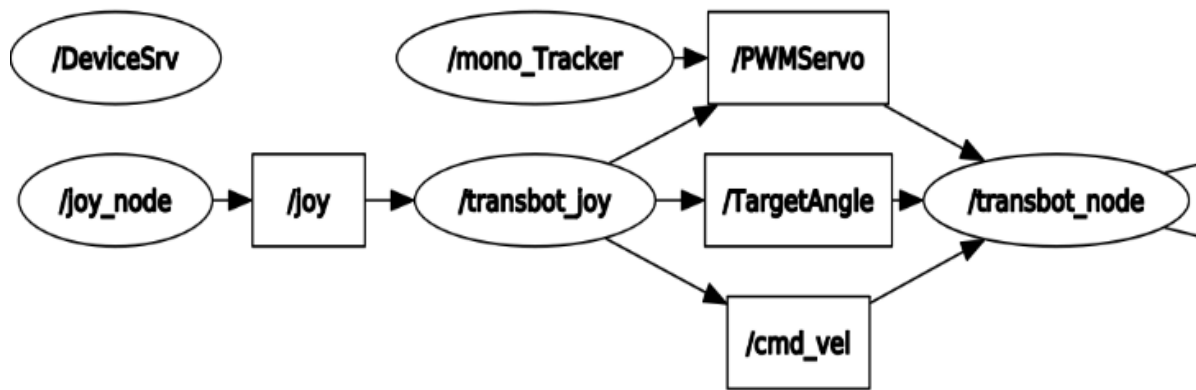 /DeviceSrv
/mono_Tracker
/PWMServo
/joy_node
/joy
/transbot_joy
/TargetAngle
/transbot_node
/cmd_vel